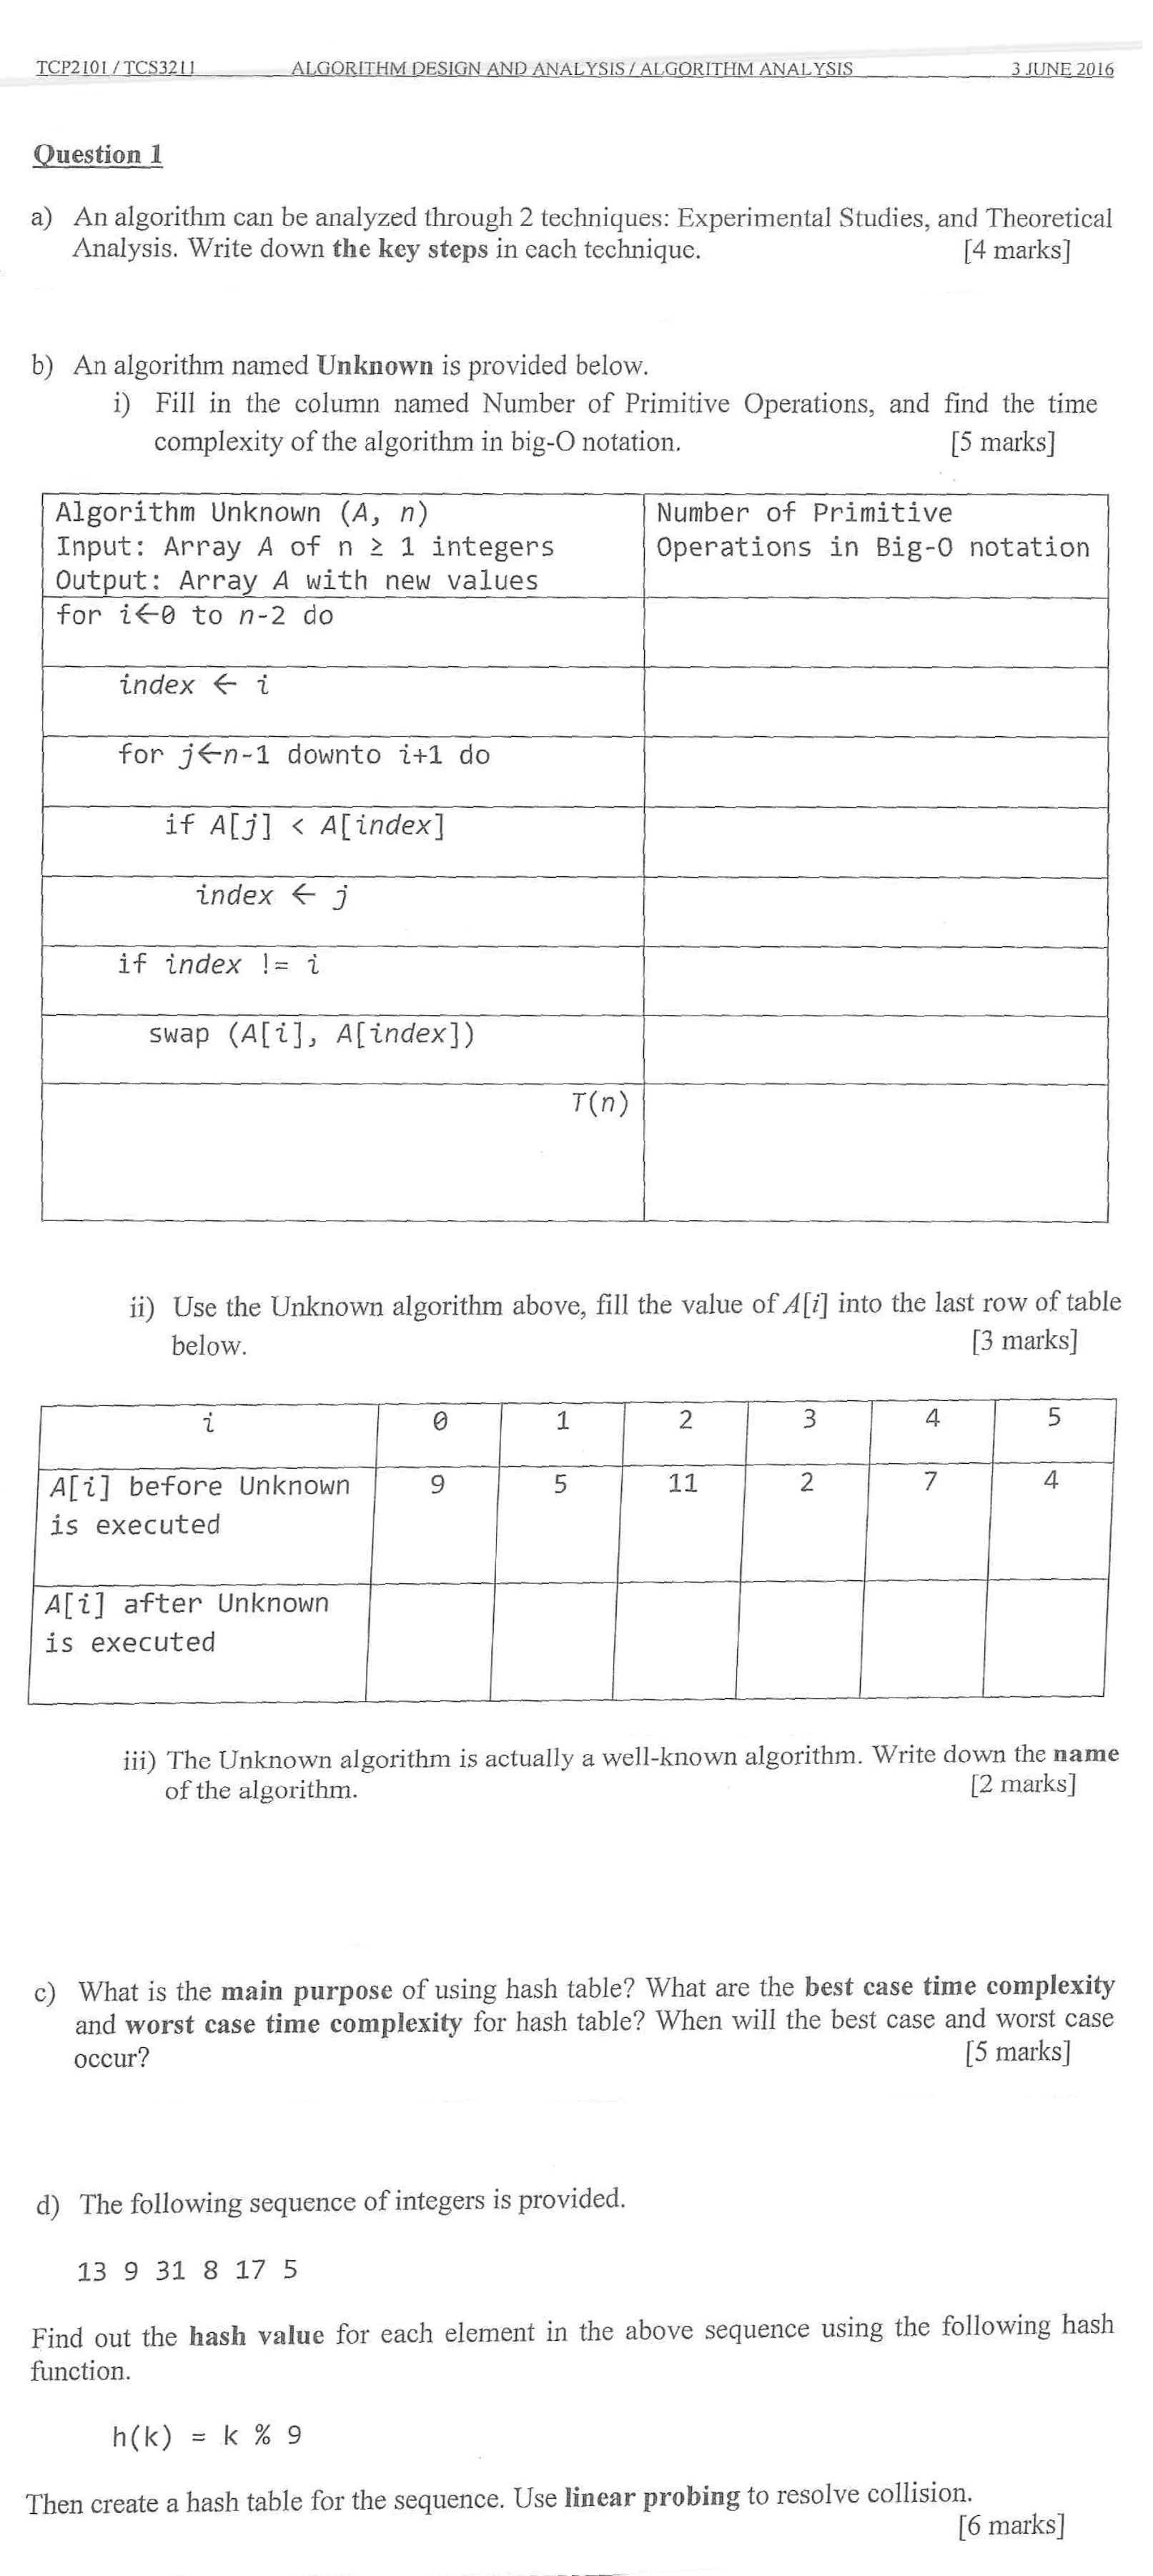 TCP2101 / TCS3211 ALGORITHM DESIGN AND ANALYSIS / ALGORITHM ANALYSIS 3 JUNE 2016
Question 1
a) An algorithm can be analyzed through 2 techniques: Experimental Studies, and Theoretical
Analysis. Write down the key steps in each technique. [4 marks]
b) An algorithm named Unknown is provided below.
i) Fill in the column named Number of Primitive Operations, and find the time
complexity of the algorithm in big-O notation. [5 marks]
Algorithm Unknown (A, n) Number of Primitive
Input: Array A of n ≥ 1 integers Operations in Big-O notation
Output: Array A with new values
for i←0 to n-2 do
index ← i
for j←n-1 downto i+1 do
if A[j] < A[index]
index ← j
if index != i
swap (A[i], A[index])
T(n)
ii) Use the Unknown algorithm above, fill the value of A[i] into the last row of table
below. [3 marks]
i 0 1 2 3 4 5
A[i] before Unknown 9 5 11 2 7 4
is executed
A[i] after Unknown
is executed
iii) The Unknown algorithm is actually a well-known algorithm. Write down the name
of the algorithm. [2 marks]
c) What is the main purpose of using hash table? What are the best case time complexity
and worst case time complexity for hash table? When will the best case and worst case
occur? [5 marks]
d) The following sequence of integers is provided.
13 9 31 8 17 5
Find out the hash value for each element in the above sequence using the following hash
function.
h(k) = k % 9
Then create a hash table for the sequence. Use linear probing to resolve collision.
[6 marks]